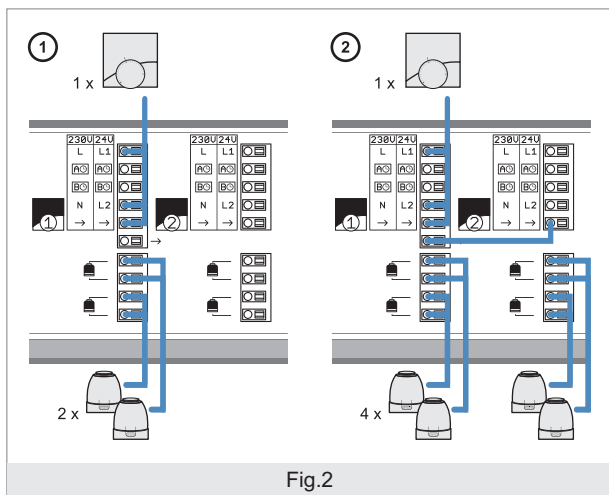 1 2
1 x 1 x
230V 24V 230V 24V 230V 24V 230V 24V
L L1 L L1 L L1 L L1
A A A A A A A A
B B B B B B B B
1 N L2 2 N L2 1 N L2 2 N L2
→ → → → → → → →
→ →
2 x 4 x
Fig.2